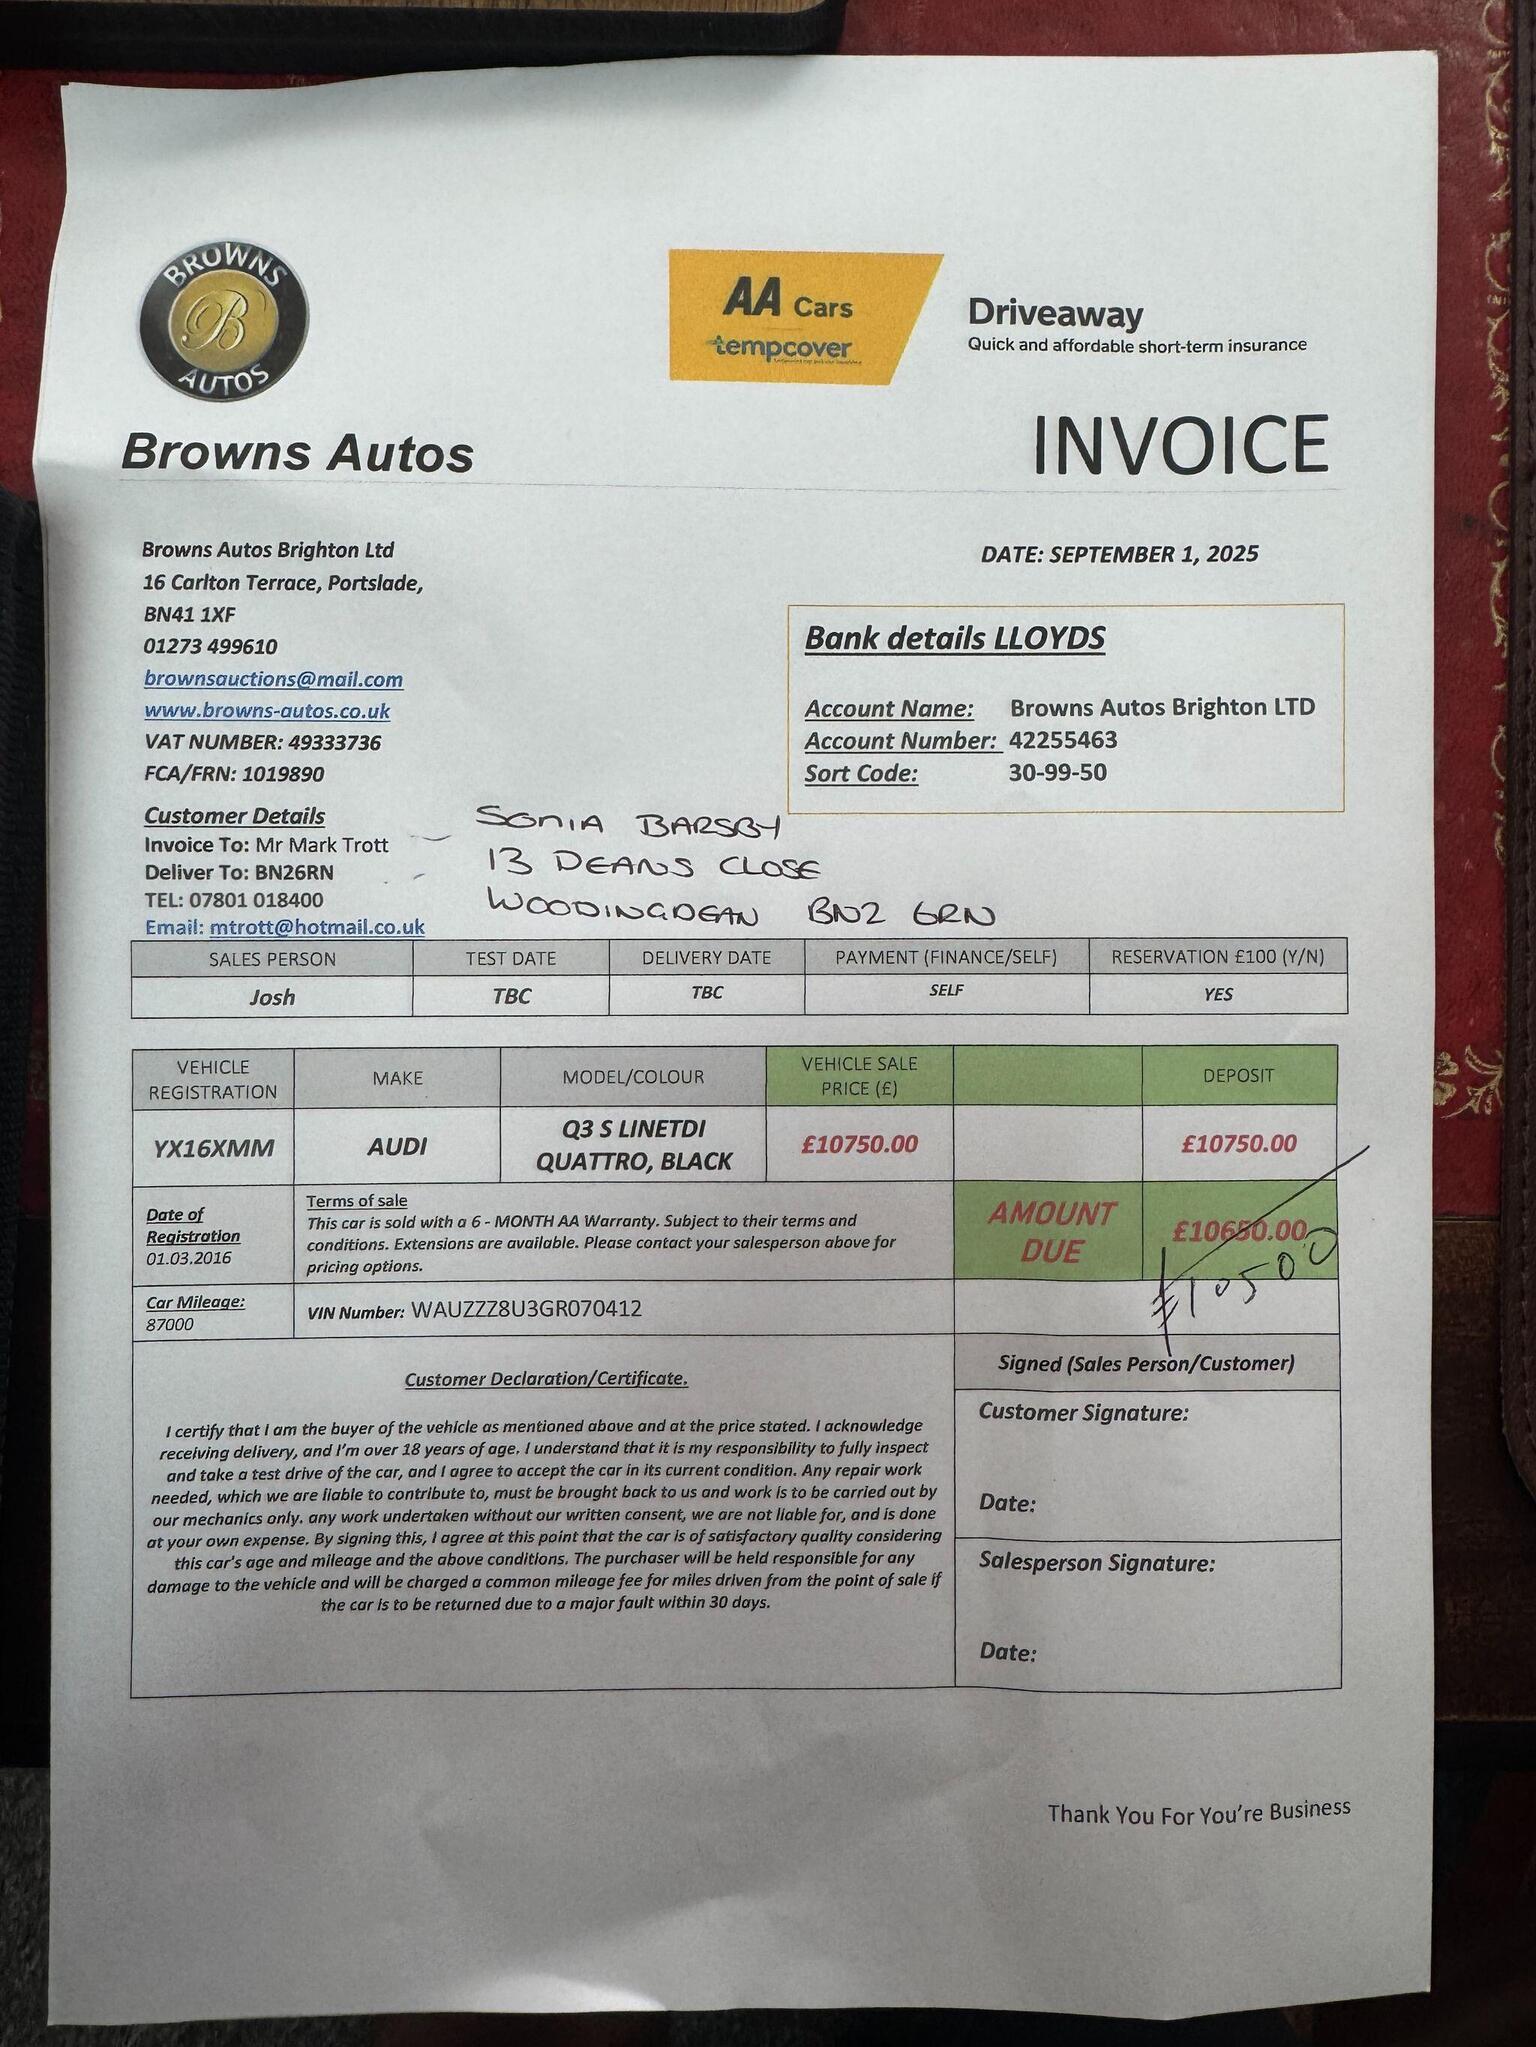 BROWNS
B
AUTOS
AA Cars
tempcover
Driveaway
Quick and affordable short-term insurance
Browns Autos
INVOICE
Browns Autos Brighton Ltd
16 Carlton Terrace, Portslade,
BN41 1XF
01273 499610
brownsauctions@mail.com
www.browns-autos.co.uk
VAT NUMBER: 49333736
FCA/FRN: 1019890
DATE: SEPTEMBER 1, 2025
Bank details LLOYDS
Account Name: Browns Autos Brighton LTD
Account Number: 42255463
Sort Code: 30-99-50
Customer Details
Invoice To: Mr Mark Trott
Deliver To: BN26RN
TEL: 07801 018400
Email: mtrott@hotmail.co.uk
SONIA BARSBY
13 DEANS CLOSE
WOODINGDEAN BN2 6RN
SALES PERSON TEST DATE DELIVERY DATE PAYMENT (FINANCE/SELF) RESERVATION £100 (Y/N)
Josh TBC TBC SELF YES
VEHICLE REGISTRATION MAKE MODEL/COLOUR VEHICLE SALE PRICE (£) DEPOSIT
YX16XMM AUDI Q3 S LINETDI QUATTRO, BLACK £10750.00 £10750.00
Date of
Registration
01.03.2016
Terms of sale
This car is sold with a 6 - MONTH AA Warranty. Subject to their terms and
conditions. Extensions are available. Please contact your salesperson above for
pricing options.
AMOUNT
DUE
£10650.00
£10500
Car Mileage:
87000
VIN Number: WAUZZZ8U3GR070412
Customer Declaration/Certificate.
I certify that I am the buyer of the vehicle as mentioned above and at the price stated. I acknowledge
receiving delivery, and I'm over 18 years of age. I understand that it is my responsibility to fully inspect
and take a test drive of the car, and I agree to accept the car in its current condition. Any repair work
needed, which we are liable to contribute to, must be brought back to us and work is to be carried out by
our mechanics only. any work undertaken without our written consent, we are not liable for, and is done
at your own expense. By signing this, I agree at this point that the car is of satisfactory quality considering
this car's age and mileage and the above conditions. The purchaser will be held responsible for any
damage to the vehicle and will be charged a common mileage fee for miles driven from the point of sale if
the car is to be returned due to a major fault within 30 days.
Signed (Sales Person/Customer)
Customer Signature:
Date:
Salesperson Signature:
Date:
Thank You For You're Business